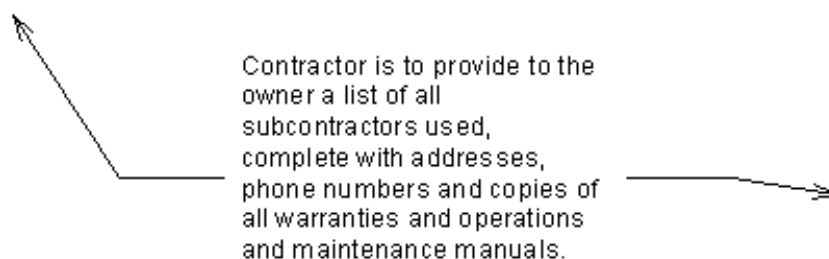 Contractor is to provide to the
owner a list of all
subcontractors used,
complete with addresses,
phone numbers and copies of
all warranties and operations
and maintenance manuals.